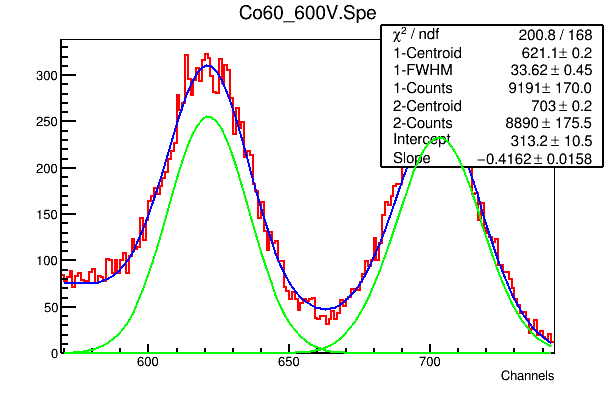 Co60_600V.Spe
χ² / ndf 200.8 / 168
1-Centroid 621.1± 0.2
1-FWHM 33.62 ± 0.45
1-Counts 9191± 170.0
2-Centroid 703± 0.2
2-Counts 8890 ± 175.5
Intercept 313.2 ± 10.5
Slope −0.4162± 0.0158
300
250
200
150
100
50
0
600 650 700
Channels